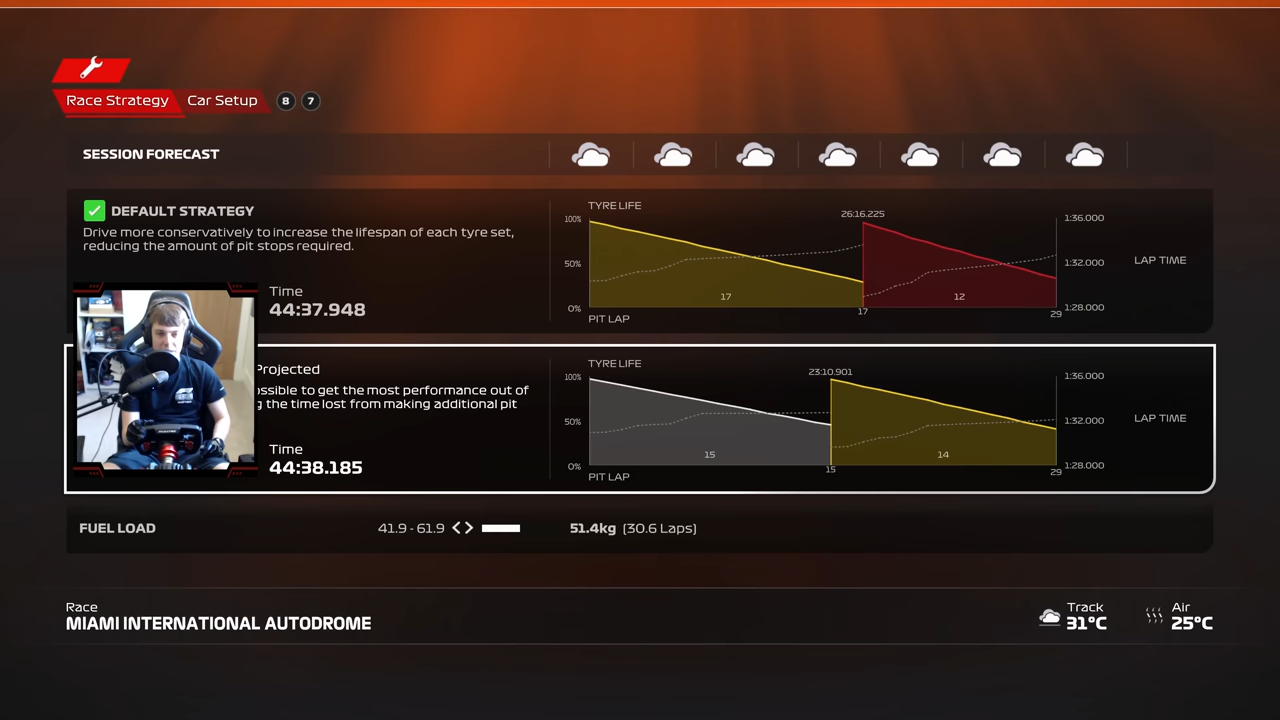 Race Strategy
Car Setup
8
7
SESSION FORECAST
DEFAULT STRATEGY
Drive more conservatively to increase the lifespan of each tyre set,
reducing the amount of pit stops required.
Time
44:37.948
TYRE LIFE
100%
50%
0%
PIT LAP
26:16.225
17
12
17
29
1:36.000
1:32.000
1:28.000
LAP TIME
Projected
ossible to get the most performance out of
g the time lost from making additional pit
Time
44:38.185
TYRE LIFE
100%
50%
0%
PIT LAP
23:10.901
15
14
15
29
1:36.000
1:32.000
1:28.000
LAP TIME
FUEL LOAD
41.9 - 61.9
51.4kg (30.6 Laps)
Race
MIAMI INTERNATIONAL AUTODROME
Track
31°C
Air
25°C